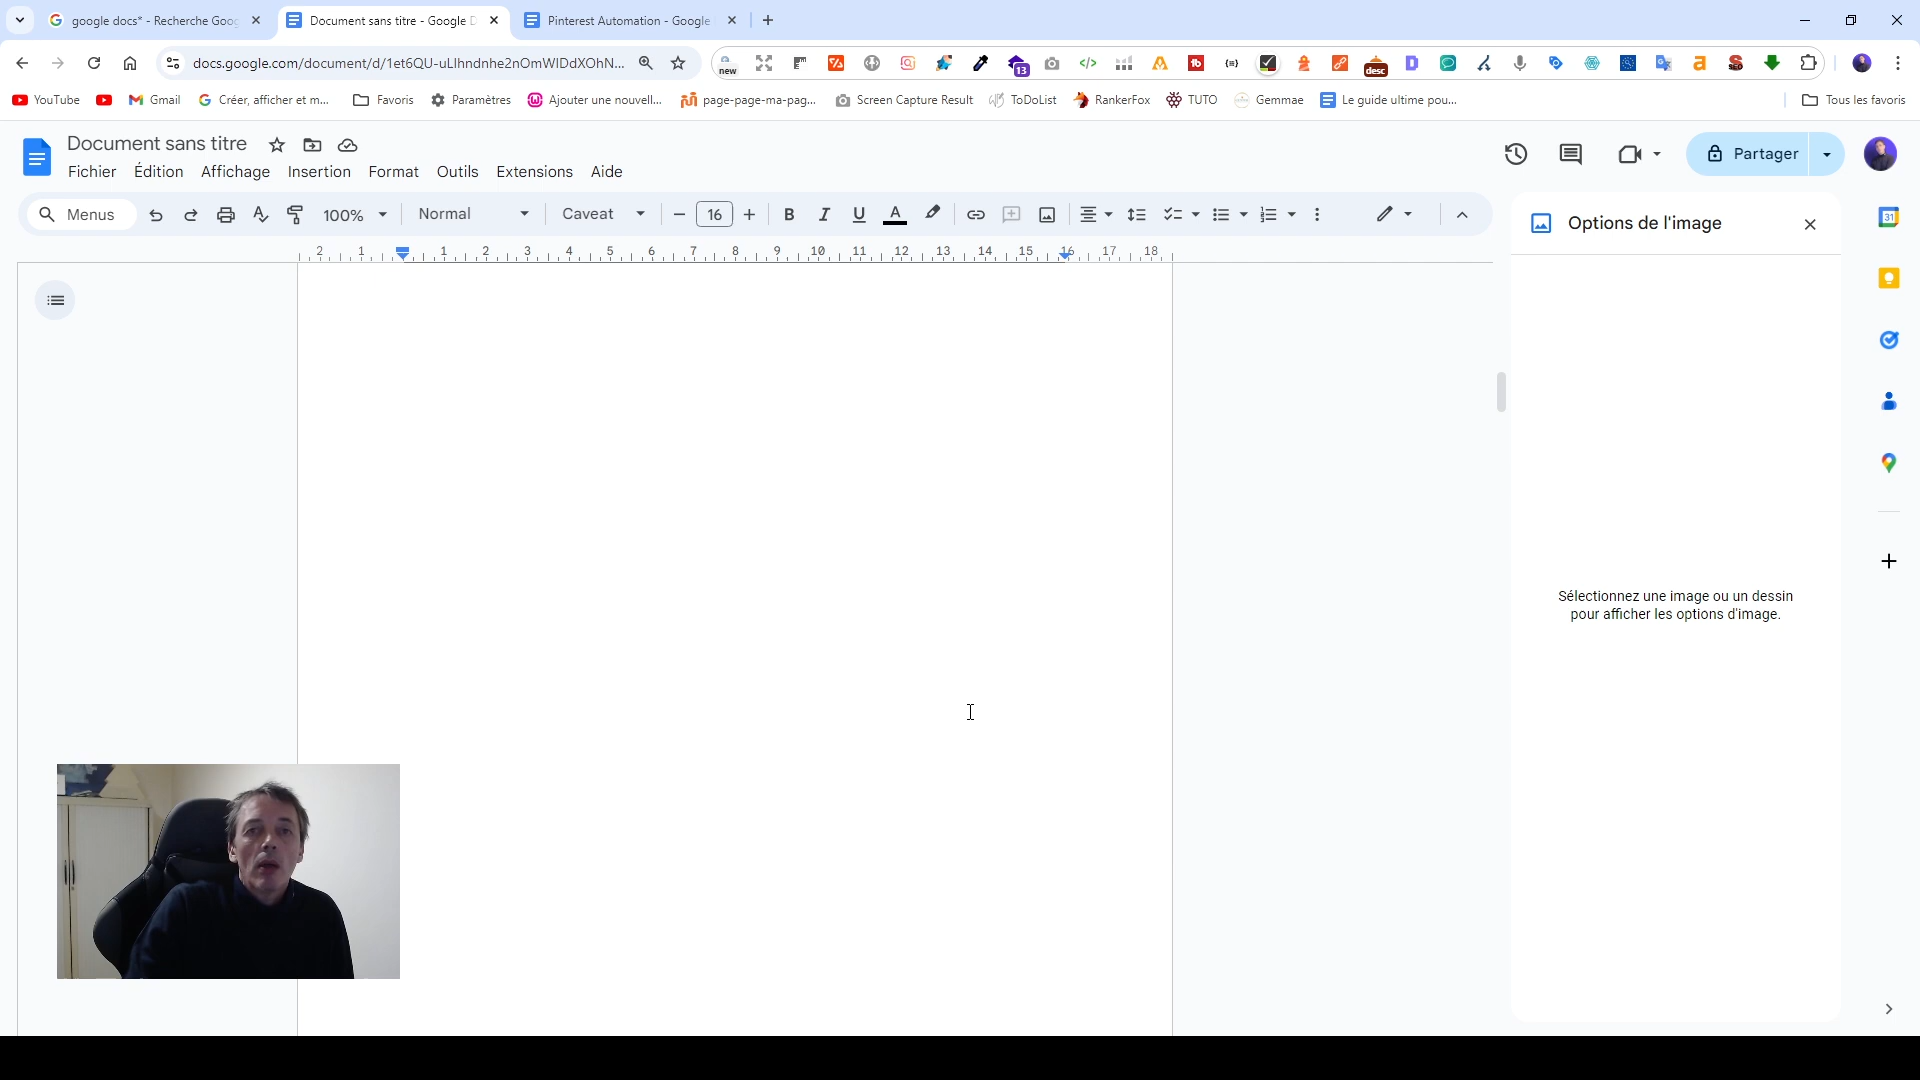 google docs* - Recherche Goo
Document sans titre - Google D
Pinterest Automation - Google
docs.google.com/document/d/1et6QU-uLlhndnhe2nOmWlDdXOhN...
new
13
desc
YouTube
Gmail
Créer, afficher et m...
Favoris
Paramètres
Ajouter une nouvell...
page-page-ma-pag...
Screen Capture Result
ToDoList
RankerFox
TUTO
Gemmae
Le guide ultime pou...
Tous les favoris
Document sans titre
Fichier Édition Affichage Insertion Format Outils Extensions Aide
Partager
Menus
100%
Normal
Caveat
16
Options de l'image
2 1 1 2 3 4 5 6 7 8 9 10 11 12 13 14 15 16 17 18
31
Sélectionnez une image ou un dessin
pour afficher les options d'image.